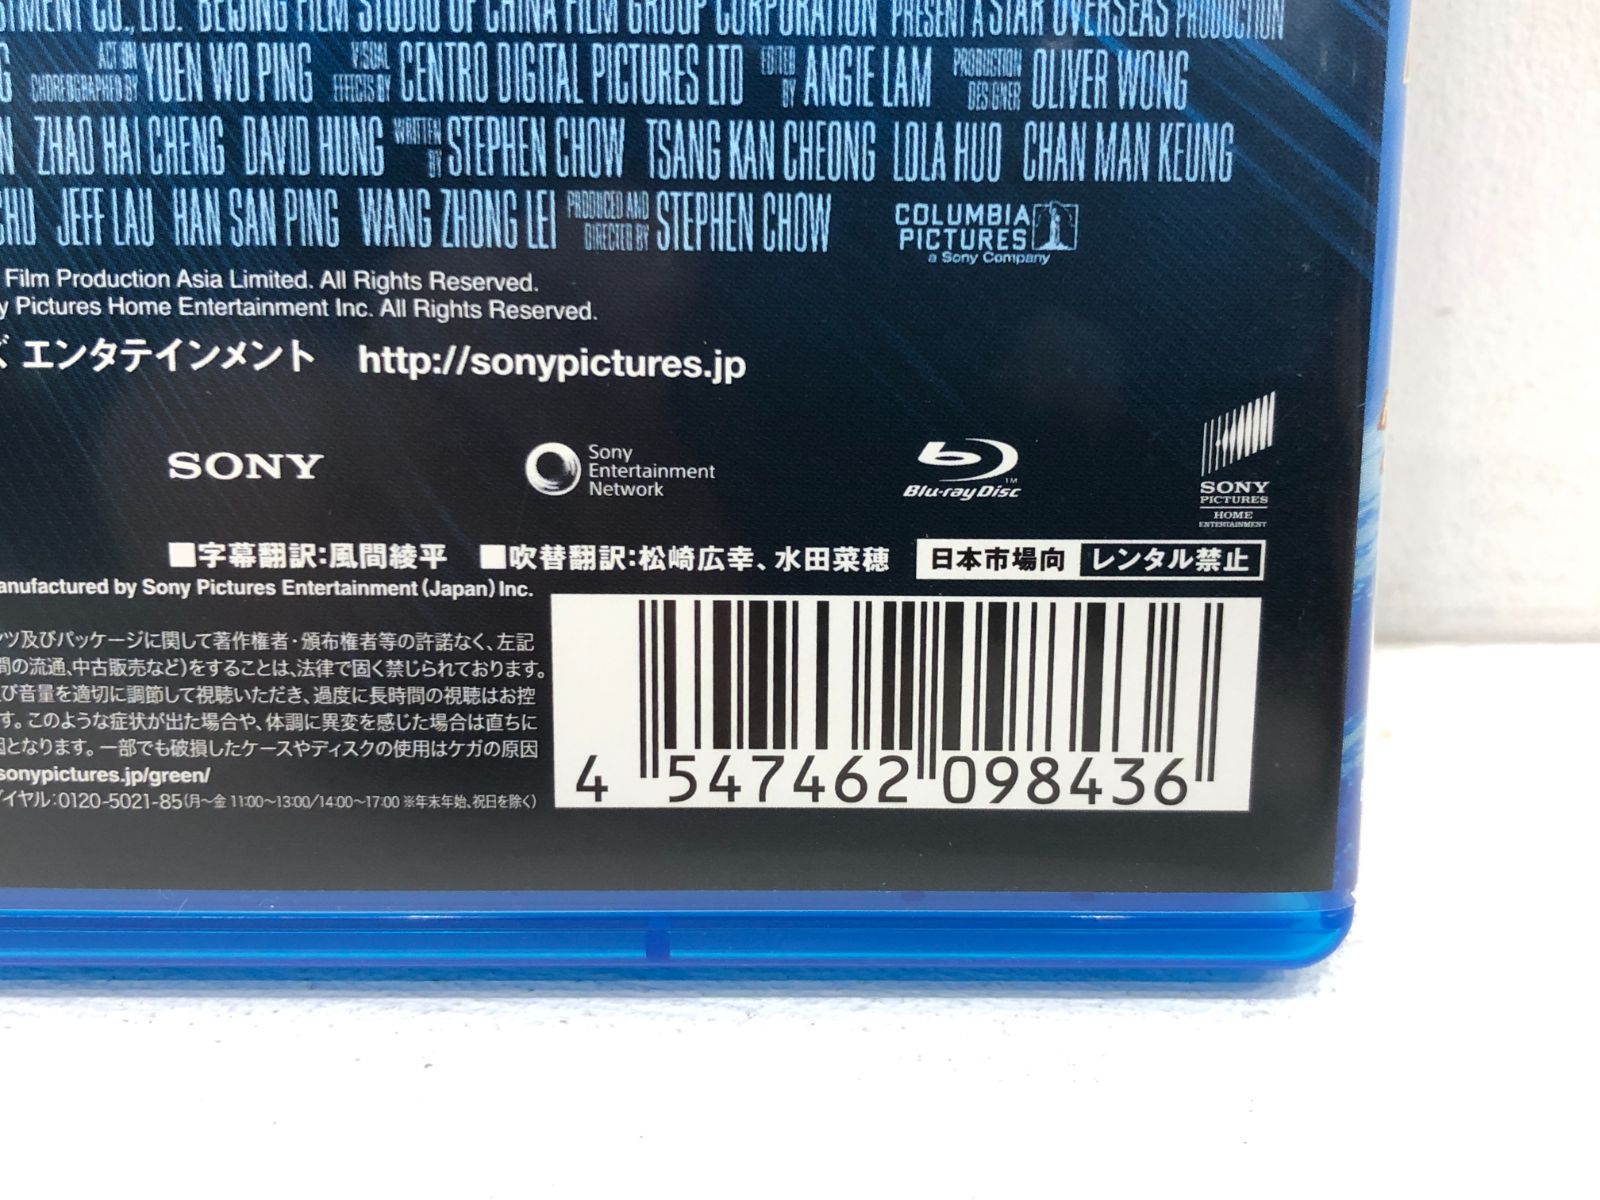 CO., LTD. BEIJING FILM STUDIO OF CHINA FILM GROUP CORPORATION PRESENT A STAR OVERSEAS PRODUCTION
ACTION CHOREOGRAPHED BY YUEN WO PING VISUAL EFFECTS BY CENTRO DIGITAL PICTURES LTD EDITED BY ANGIE LAM PRODUCTION DESIGNER OLIVER WONG
ZHAO HAI CHENG DAVID HUNG WRITTEN BY STEPHEN CHOW TSANG KAN CHEONG LOLA HUO CHAN MAN KEUNG
CHU JEFF LAU HAN SAN PING WANG ZHONG LEI PRODUCED AND DIRECTED BY STEPHEN CHOW
COLUMBIA
PICTURES
a Sony Company
Film Production Asia Limited. All Rights Reserved.
y Pictures Home Entertainment Inc. All Rights Reserved.
ズ エンタテインメント http://sonypictures.jp
SONY
Sony
Entertainment
Network
Blu-ray Disc TM
SONY
PICTURES
HOME
ENTERTAINMENT
■字幕翻訳:風間綾平 ■吹替翻訳:松崎広幸、水田菜穂 日本市場向 レンタル禁止
anufactured by Sony Pictures Entertainment (Japan) Inc.
ンツ及びパッケージに関して著作権者・頒布権者等の許諾なく、左記
間の流通、中古販売など)をすることは、法律で固く禁じられております。
び音量を適切に調節して視聴いただき、過度に長時間の視聴はお控
す。このような症状が出た場合や、体調に異変を感じた場合は直ちに
因となります。一部でも破損したケースやディスクの使用はケガの原因
sonypictures.jp/green/
ダイヤル:0120-5021-85(月〜金 11:00〜13:00/14:00〜17:00 ※年末年始、祝日を除く)
4 547462 098436